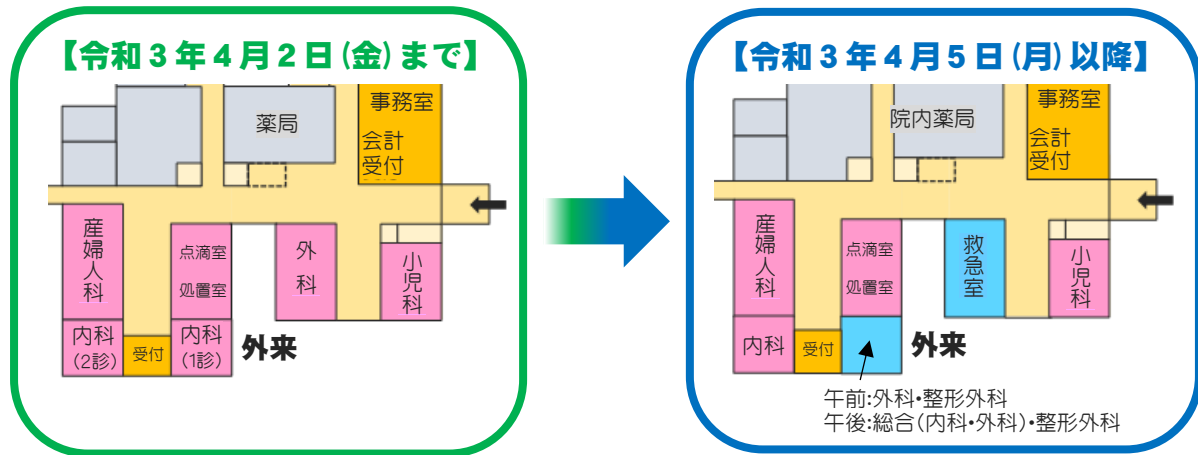 【令和３年４月２日(金)まで】
事務室
薬局
会計
受付
産婦人科
点滴室
処置室
外科
小児科
内科
(2診)
受付
内科
(1診)
外来
【令和３年４月５日(月)以降】
事務室
院内薬局
会計
受付
産婦人科
点滴室
処置室
救急室
小児科
内科
受付
外来
午前:外科・整形外科
午後:総合(内科・外科)・整形外科